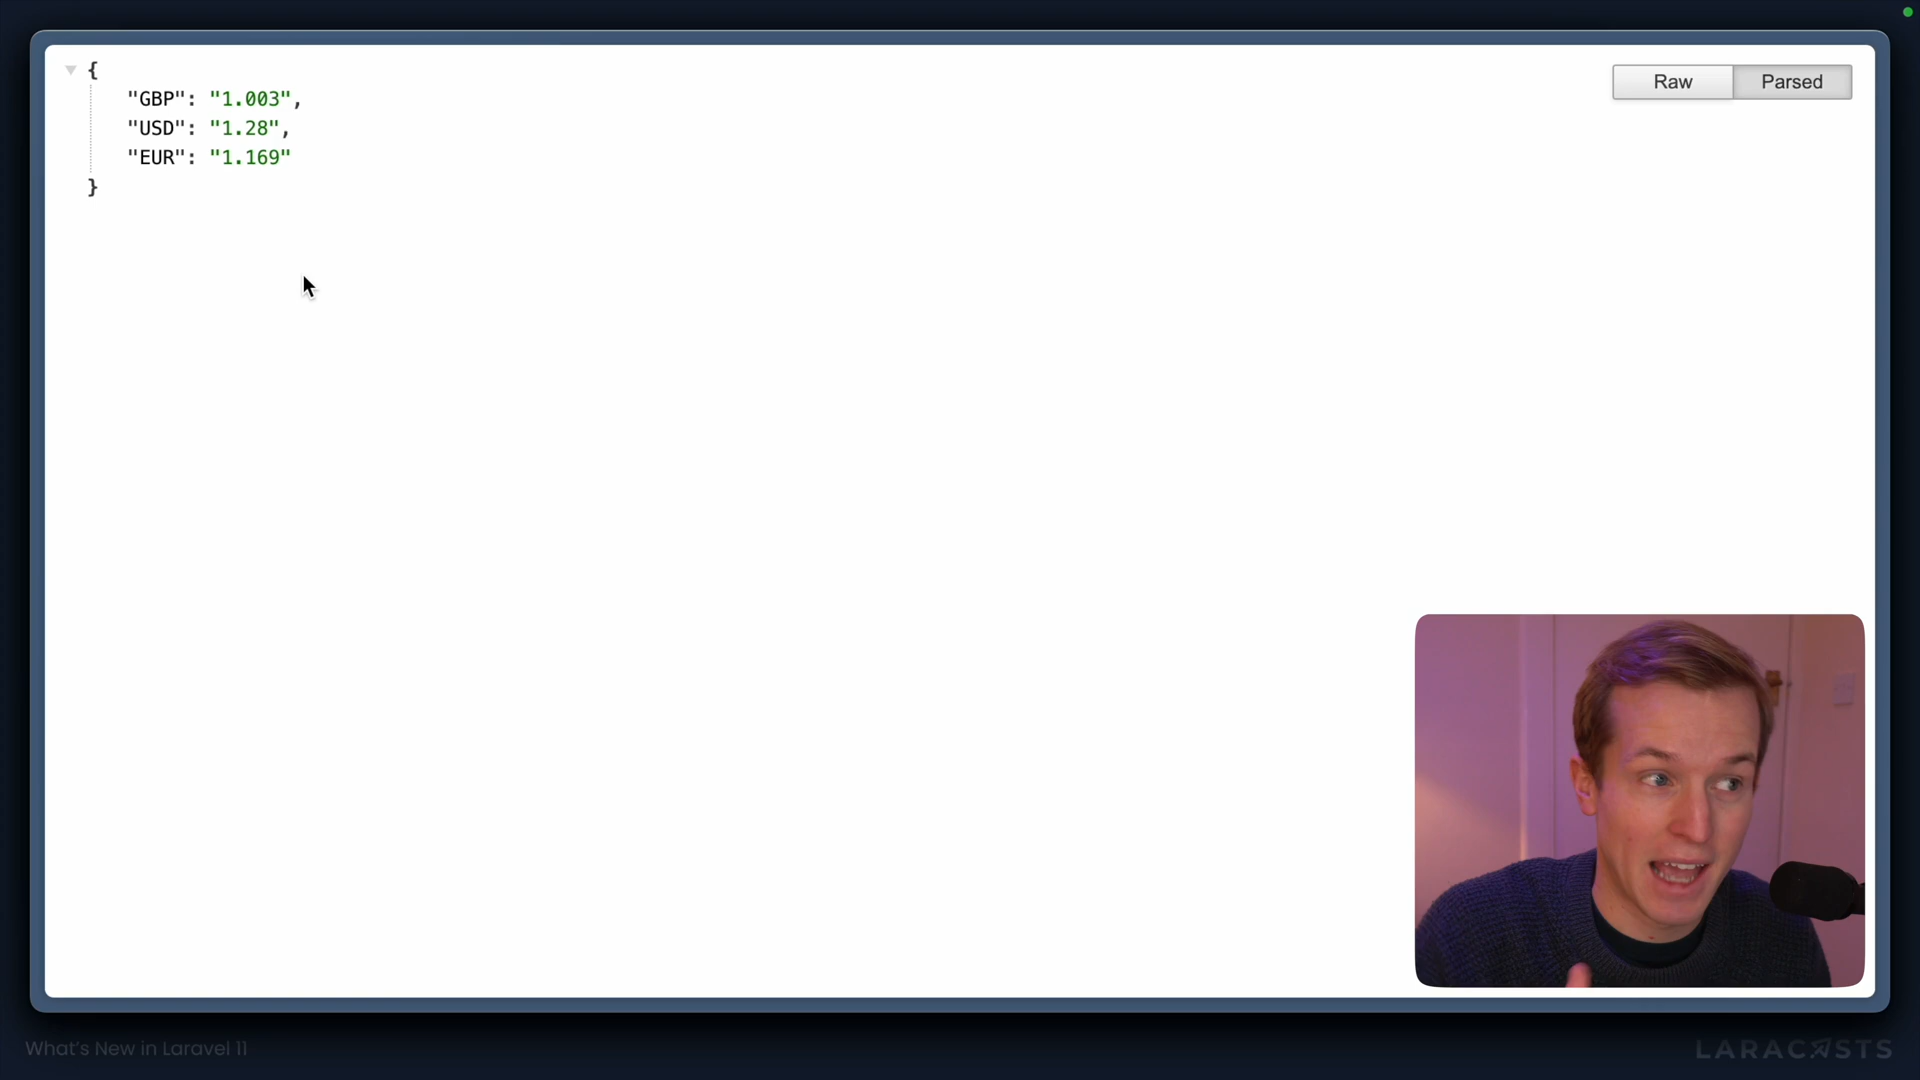 {
"GBP": "1.003",
"USD": "1.28",
"EUR": "1.169"
}
Raw
Parsed
What's New in Laravel 11
LARACASTS